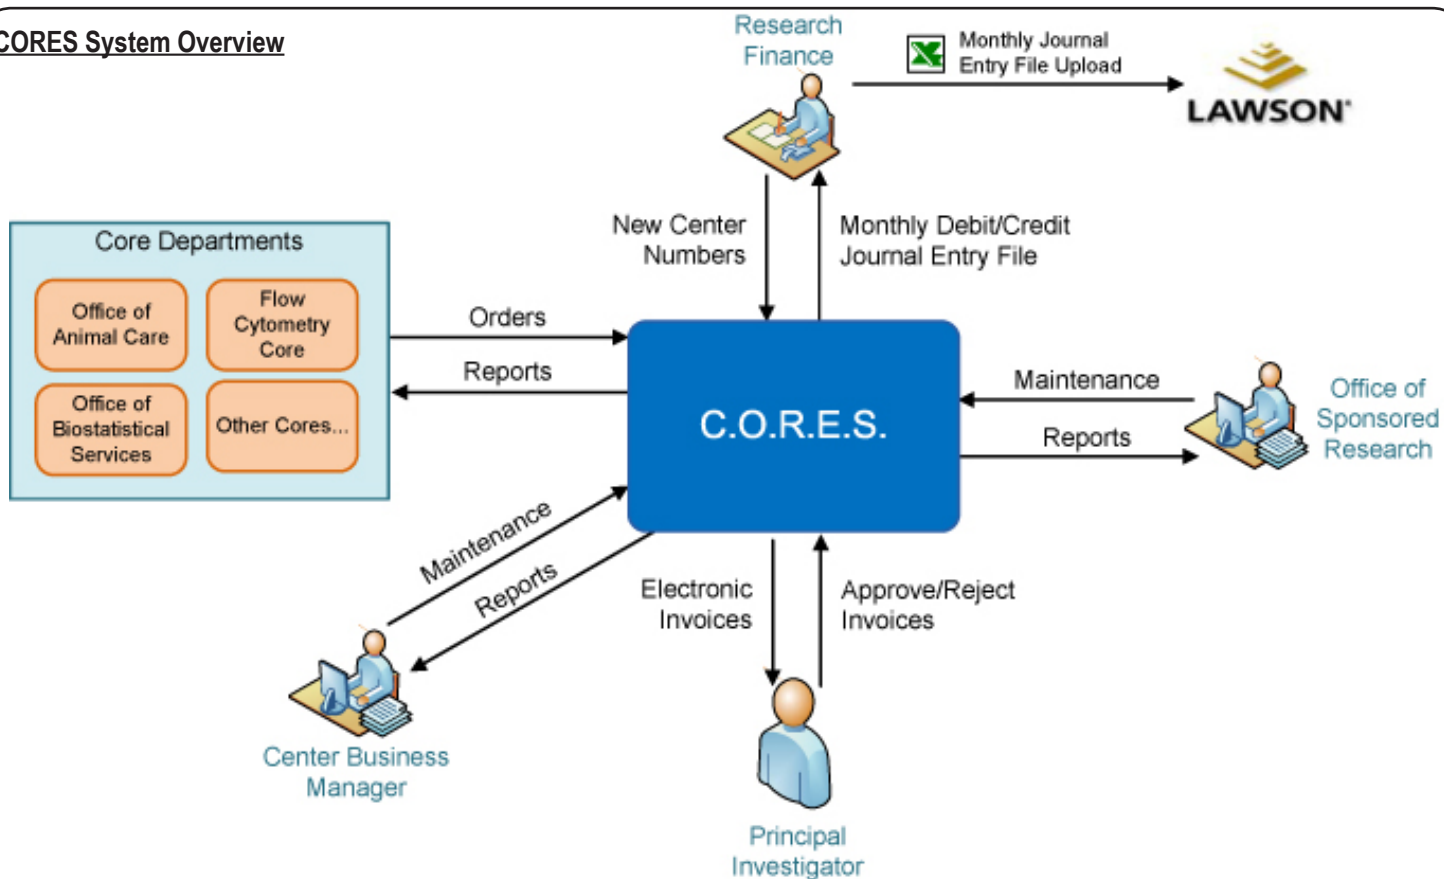 CORES System Overview
Research
Finance
Monthly Journal
Entry File Upload
LAWSON®
New Center
Numbers
Monthly Debit/Credit
Journal Entry File
Core Departments
Office of
Animal Care
Flow
Cytometry
Core
Office of
Biostatistical
Services
Other Cores...
Orders
Reports
C.O.R.E.S.
Maintenance
Reports
Office of
Sponsored
Research
Maintenance
Reports
Electronic
Invoices
Approve/Reject
Invoices
Center Business
Manager
Principal
Investigator